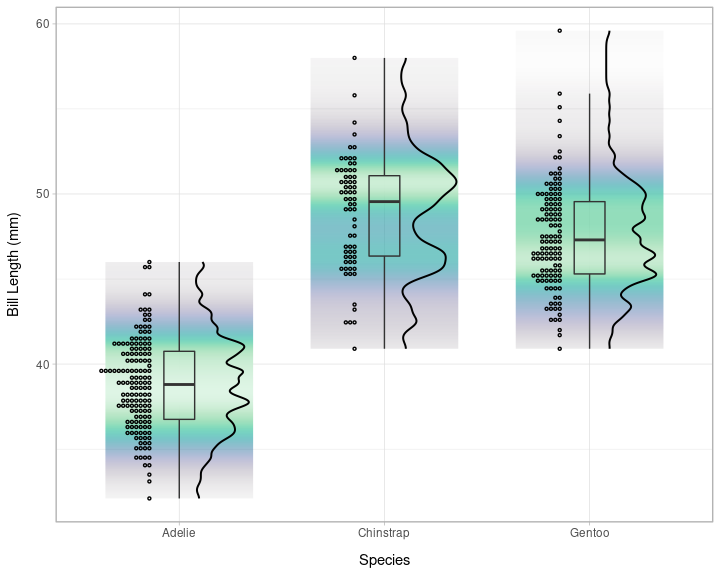 60
50
40
Bill Length (mm)
Adelie
Chinstrap
Gentoo
Species